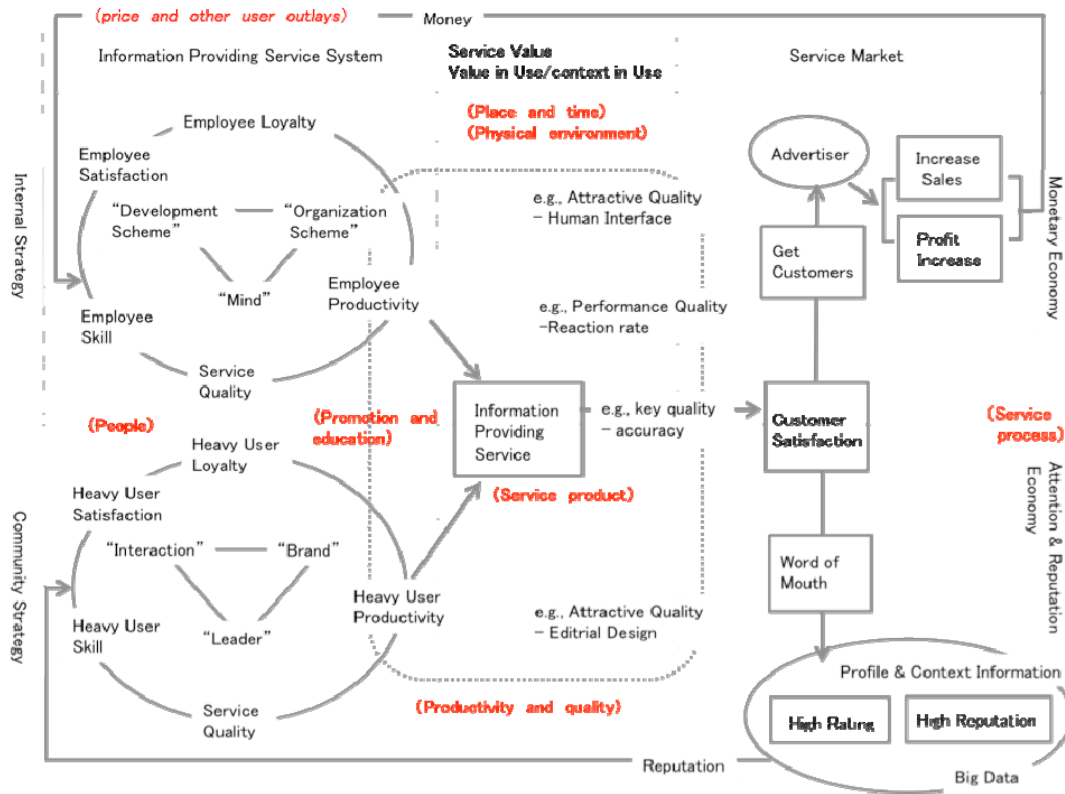 (price and other user outlays)
Money
Information Providing Service System
Service Value
Value in Use/context in Use
Service Market
(Place and time)
(Physical environment)
Employee Loyalty
Employee
Satisfaction
"Development
Scheme"
"Organization
Scheme"
"Mind"
Employee
Productivity
Employee
Skill
Service
Quality
Internal Strategy
e.g., Attractive Quality
- Human Interface
e.g., Performance Quality
-Reaction rate
Advertiser
Increase
Sales
Profit
Increase
Get
Customers
Monetary Economy
(People)
(Promotion and
education)
Information
Providing
Service
e.g., key quality
- accuracy
Customer
Satisfaction
(Service
process)
(Service product)
Heavy User
Loyalty
Heavy User
Satisfaction
"Interaction"
"Brand"
"Leader"
Heavy User
Productivity
Heavy User
Skill
Service
Quality
Community Strategy
e.g., Attractive Quality
- Editrial Design
Word of
Mouth
Attention & Reputation
Economy
(Productivity and quality)
Profile & Context Information
High Rating
High Reputation
Big Data
Reputation